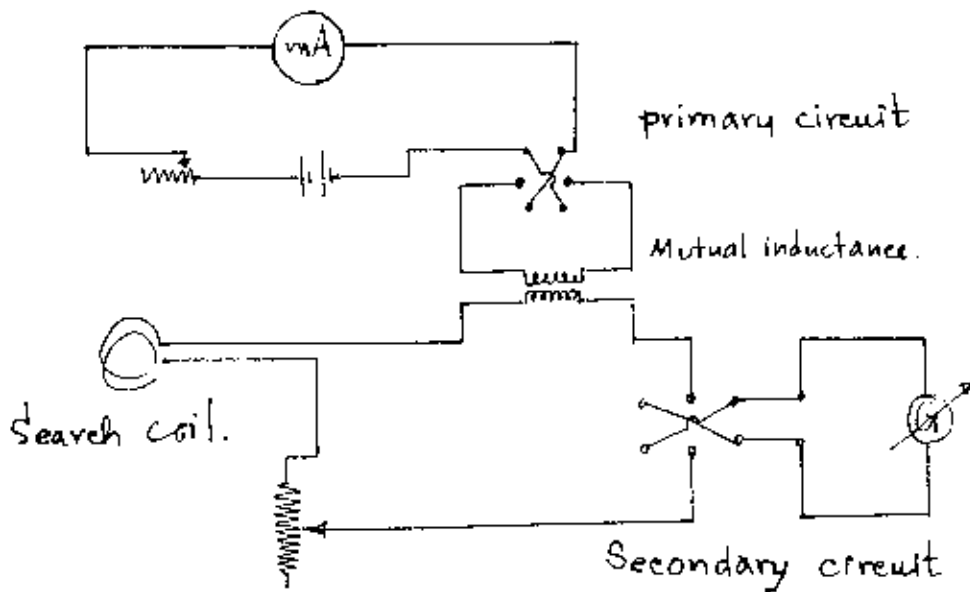 mA
primary circuit
Mutual inductance.
Search coil.
G
Secondary circuit